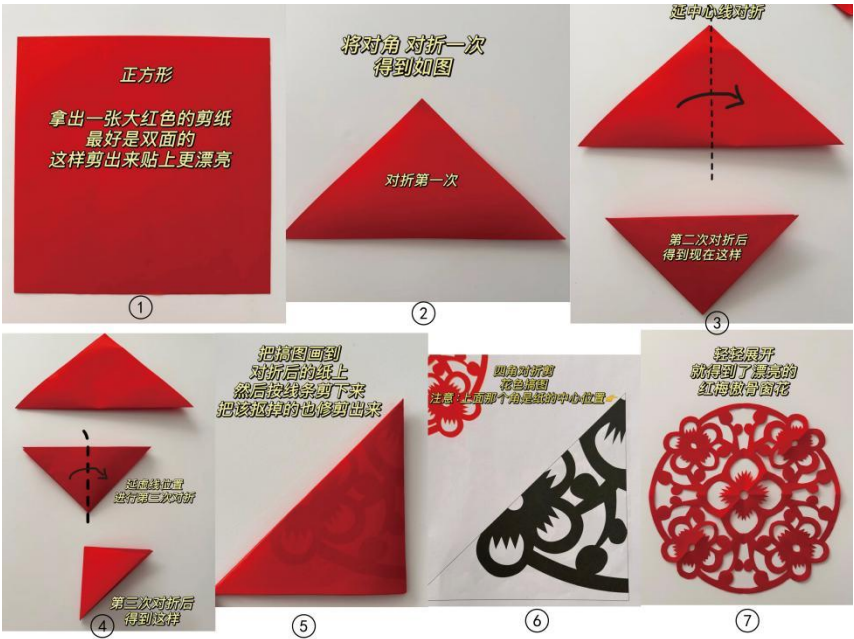 正方形
拿出一张大红色的剪纸
最好是双面的
这样剪出来贴上更漂亮
①
将对角 对折一次
得到如图
对折第一次
②
延中心线对折
第二次对折后
得到现在这样
③
延虚线位置
进行第三次对折
第三次对折后
得到这样
④
把搞图画到
对折后的纸上
然后按线条剪下来
把该抠掉的也修剪出来
⑤
四角对折剪
花色搞图
注意:上面那个角是纸的中心位置👉
⑥
轻轻展开
就得到了漂亮的
红梅傲骨窗花
⑦